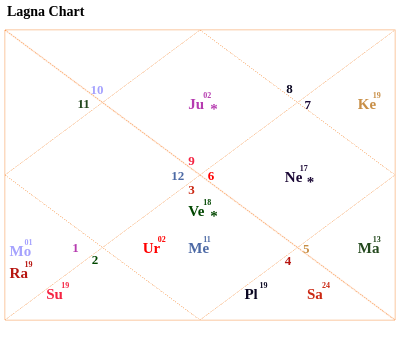 Lagna Chart
10
11
Ju 02 *
8
7
Ke 19
9
12
6
3
Ne 17 *
Ve 18 *
Mo 01
1
Ur 02
Me 11
5
Ma 13
2
4
Ra 19
Su 19
Pl 19
Sa 24